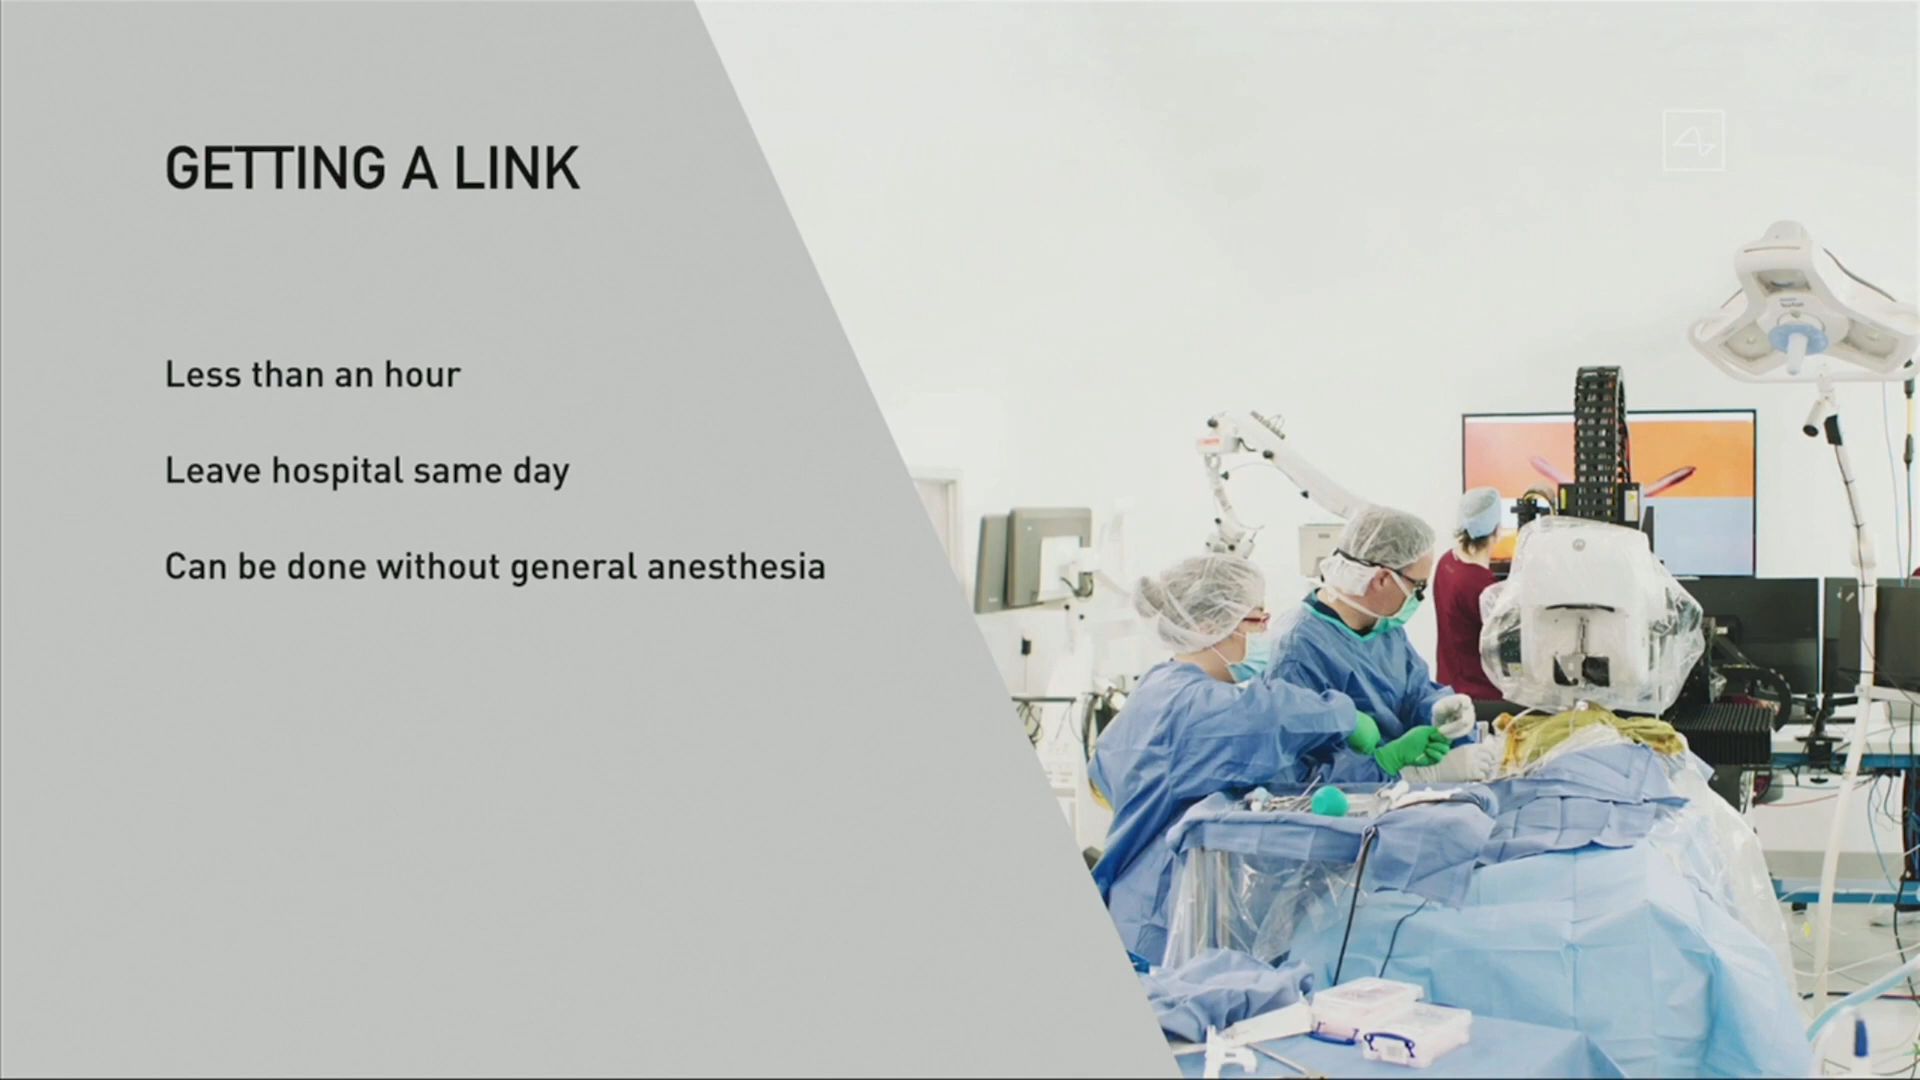 GETTING A LINK
Less than an hour
Leave hospital same day
Can be done without general anesthesia